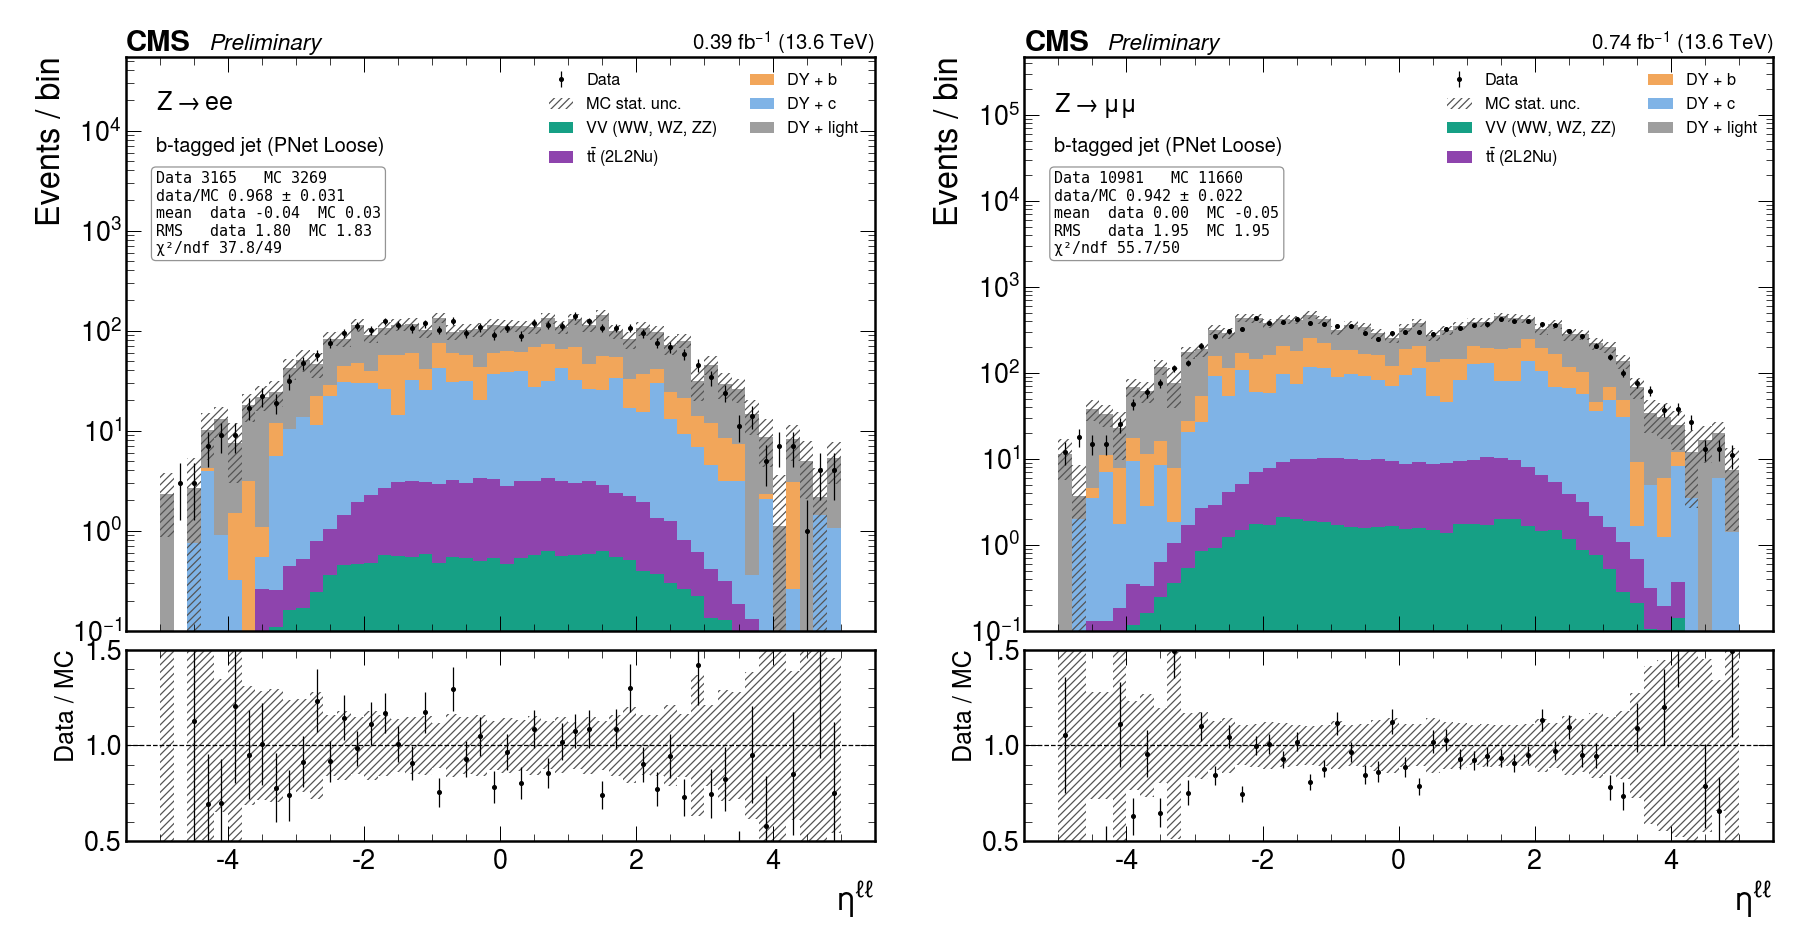 CMS Preliminary 0.39 fb⁻¹ (13.6 TeV)
Events / bin
Z → ee
b-tagged jet (PNet Loose)
Data 3165 MC 3269
data/MC 0.968 ± 0.031
mean data -0.04 MC 0.03
RMS data 1.80 MC 1.83
χ²/ndf 37.8/49
Data
MC stat. unc.
VV (WW, WZ, ZZ)
tt̄ (2L2Nu)
DY + b
DY + c
DY + light
10⁴
10³
10²
10¹
10⁰
10⁻¹
Data / MC
1.5
1.0
0.5
-4 -2 0 2 4
η^ℓℓ
CMS Preliminary 0.74 fb⁻¹ (13.6 TeV)
Events / bin
Z → μμ
b-tagged jet (PNet Loose)
Data 10981 MC 11660
data/MC 0.942 ± 0.022
mean data 0.00 MC -0.05
RMS data 1.95 MC 1.95
χ²/ndf 55.7/50
Data
MC stat. unc.
VV (WW, WZ, ZZ)
tt̄ (2L2Nu)
DY + b
DY + c
DY + light
10⁵
10⁴
10³
10²
10¹
10⁰
10⁻¹
Data / MC
1.5
1.0
0.5
-4 -2 0 2 4
η^ℓℓ